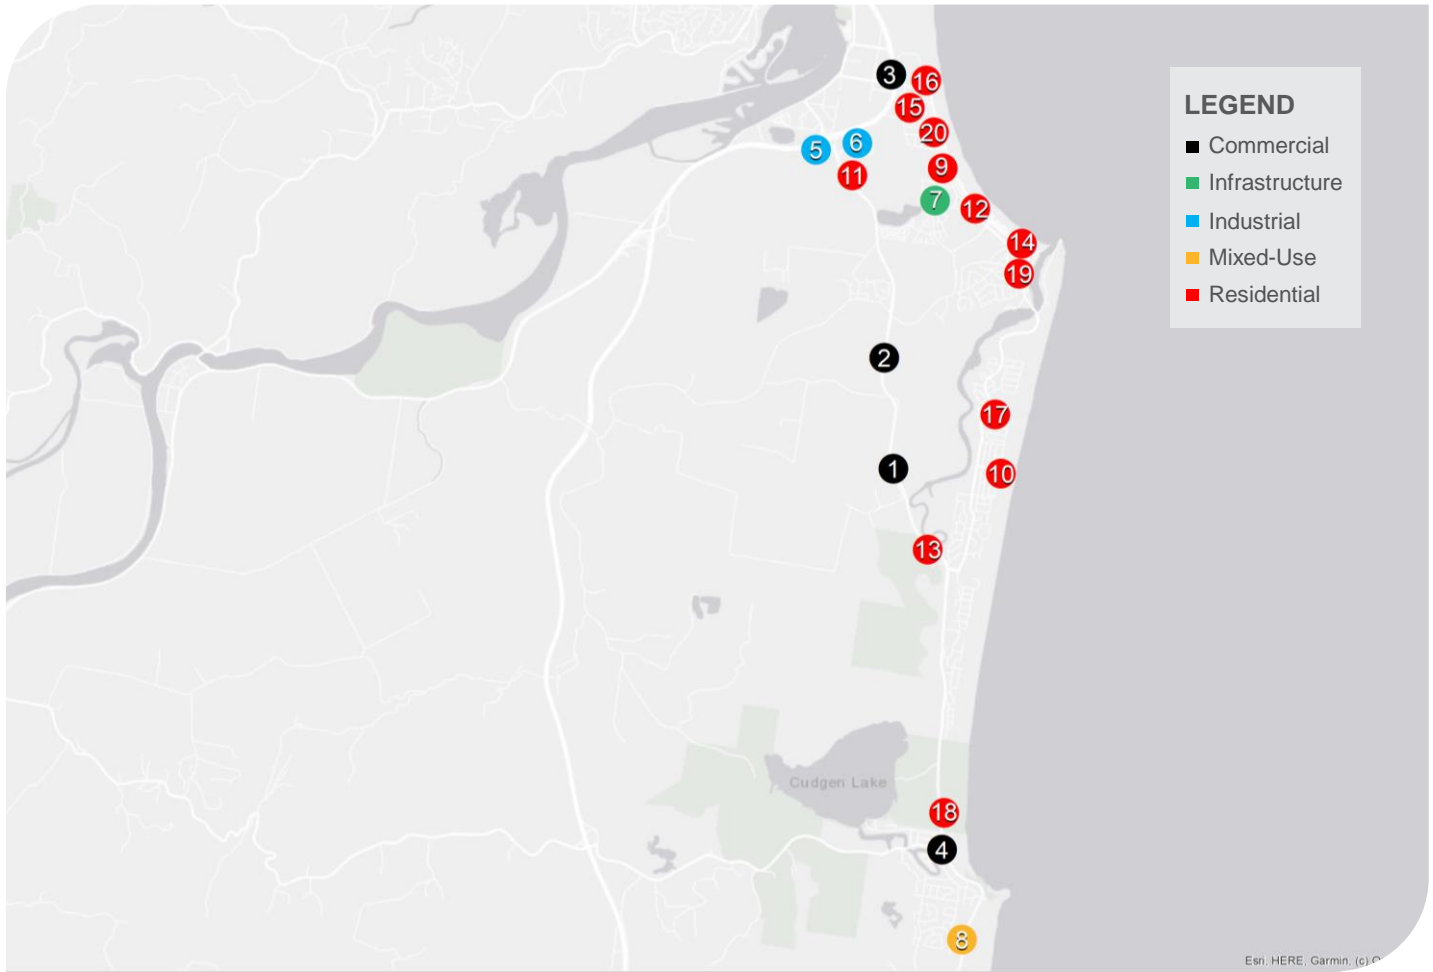 3
16
15
20
5
6
11
9
7
12
14
19
2
17
1
10
13
Cudgen Lake
18
4
8
LEGEND
Commercial
Infrastructure
Industrial
Mixed-Use
Residential
Esri, HERE, Garmin, (c)